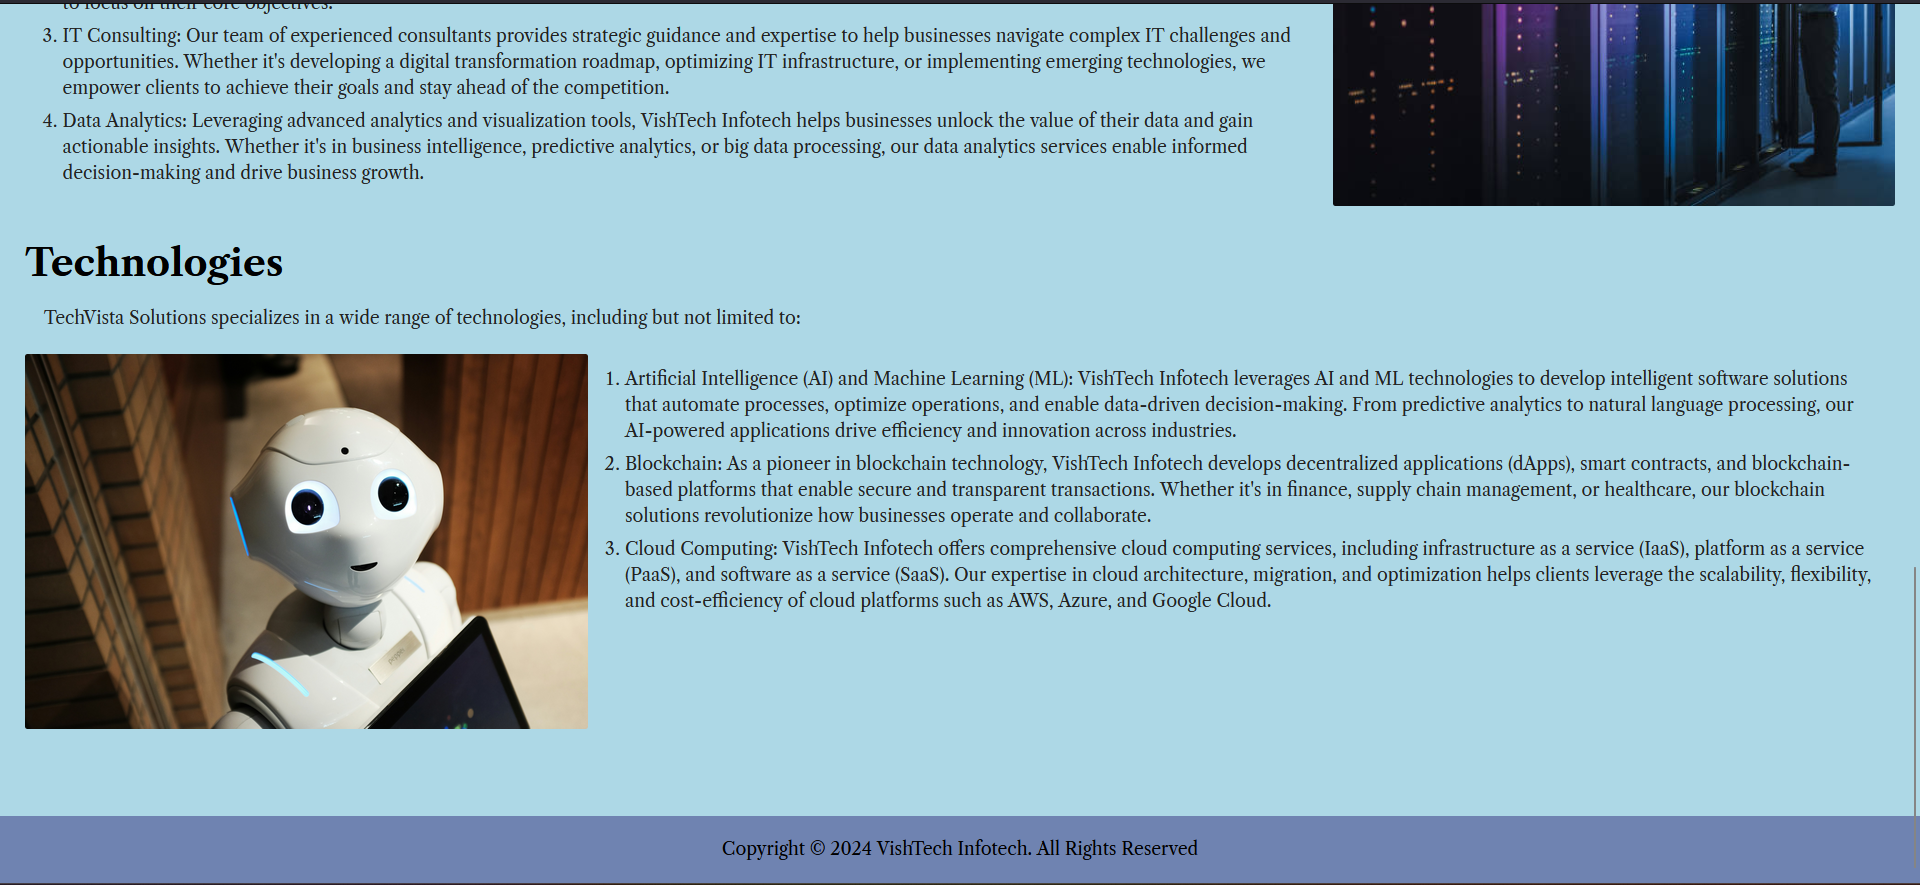 to focus on their core objectives.
3. IT Consulting: Our team of experienced consultants provides strategic guidance and expertise to help businesses navigate complex IT challenges and
opportunities. Whether it's developing a digital transformation roadmap, optimizing IT infrastructure, or implementing emerging technologies, we
empower clients to achieve their goals and stay ahead of the competition.
4. Data Analytics: Leveraging advanced analytics and visualization tools, VishTech Infotech helps businesses unlock the value of their data and gain
actionable insights. Whether it's in business intelligence, predictive analytics, or big data processing, our data analytics services enable informed
decision-making and drive business growth.
Technologies
TechVista Solutions specializes in a wide range of technologies, including but not limited to:
1. Artificial Intelligence (AI) and Machine Learning (ML): VishTech Infotech leverages AI and ML technologies to develop intelligent software solutions
that automate processes, optimize operations, and enable data-driven decision-making. From predictive analytics to natural language processing, our
AI-powered applications drive efficiency and innovation across industries.
2. Blockchain: As a pioneer in blockchain technology, VishTech Infotech develops decentralized applications (dApps), smart contracts, and blockchain-
based platforms that enable secure and transparent transactions. Whether it's in finance, supply chain management, or healthcare, our blockchain
solutions revolutionize how businesses operate and collaborate.
3. Cloud Computing: VishTech Infotech offers comprehensive cloud computing services, including infrastructure as a service (IaaS), platform as a service
(PaaS), and software as a service (SaaS). Our expertise in cloud architecture, migration, and optimization helps clients leverage the scalability, flexibility,
and cost-efficiency of cloud platforms such as AWS, Azure, and Google Cloud.
Copyright © 2024 VishTech Infotech. All Rights Reserved